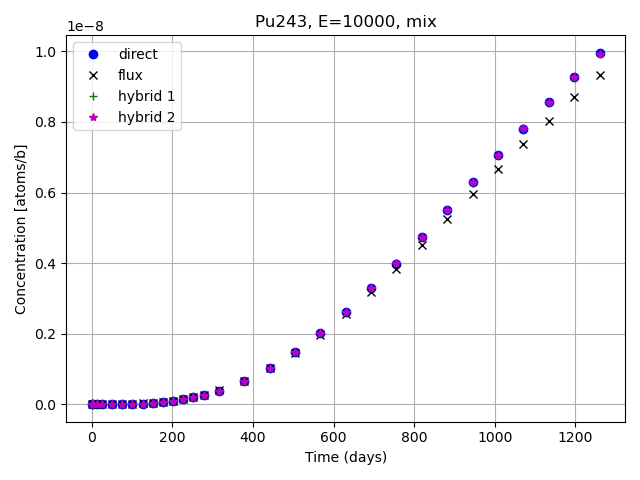 Pu243, E=10000, mix
1e−8
direct
flux
hybrid 1
hybrid 2
1.0
0.8
0.6
0.4
0.2
0.0
Concentration [atoms/b]
0 200 400 600 800 1000 1200
Time (days)